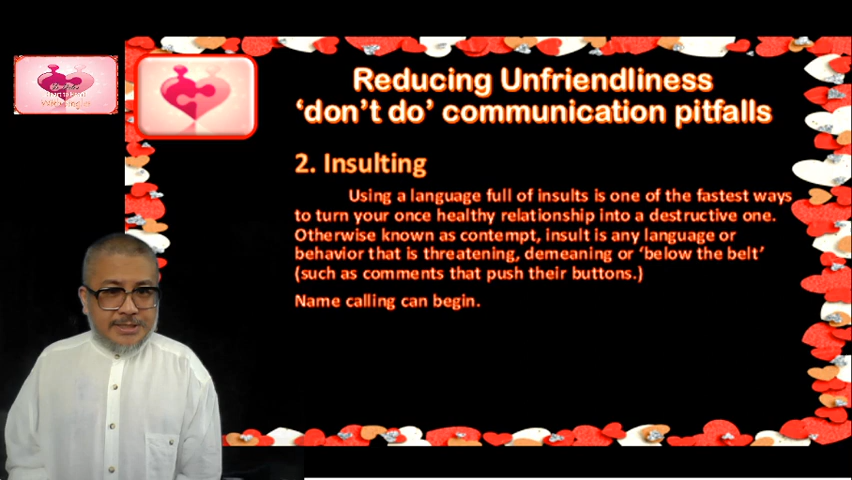 Reducing Unfriendliness
‘don’t do’ communication pitfalls
2. Insulting
Using a language full of insults is one of the fastest ways
to turn your once healthy relationship into a destructive one.
Otherwise known as contempt, insult is any language or
behavior that is threatening, demeaning or ‘below the belt’
(such as comments that push their buttons.)
Name calling can begin.